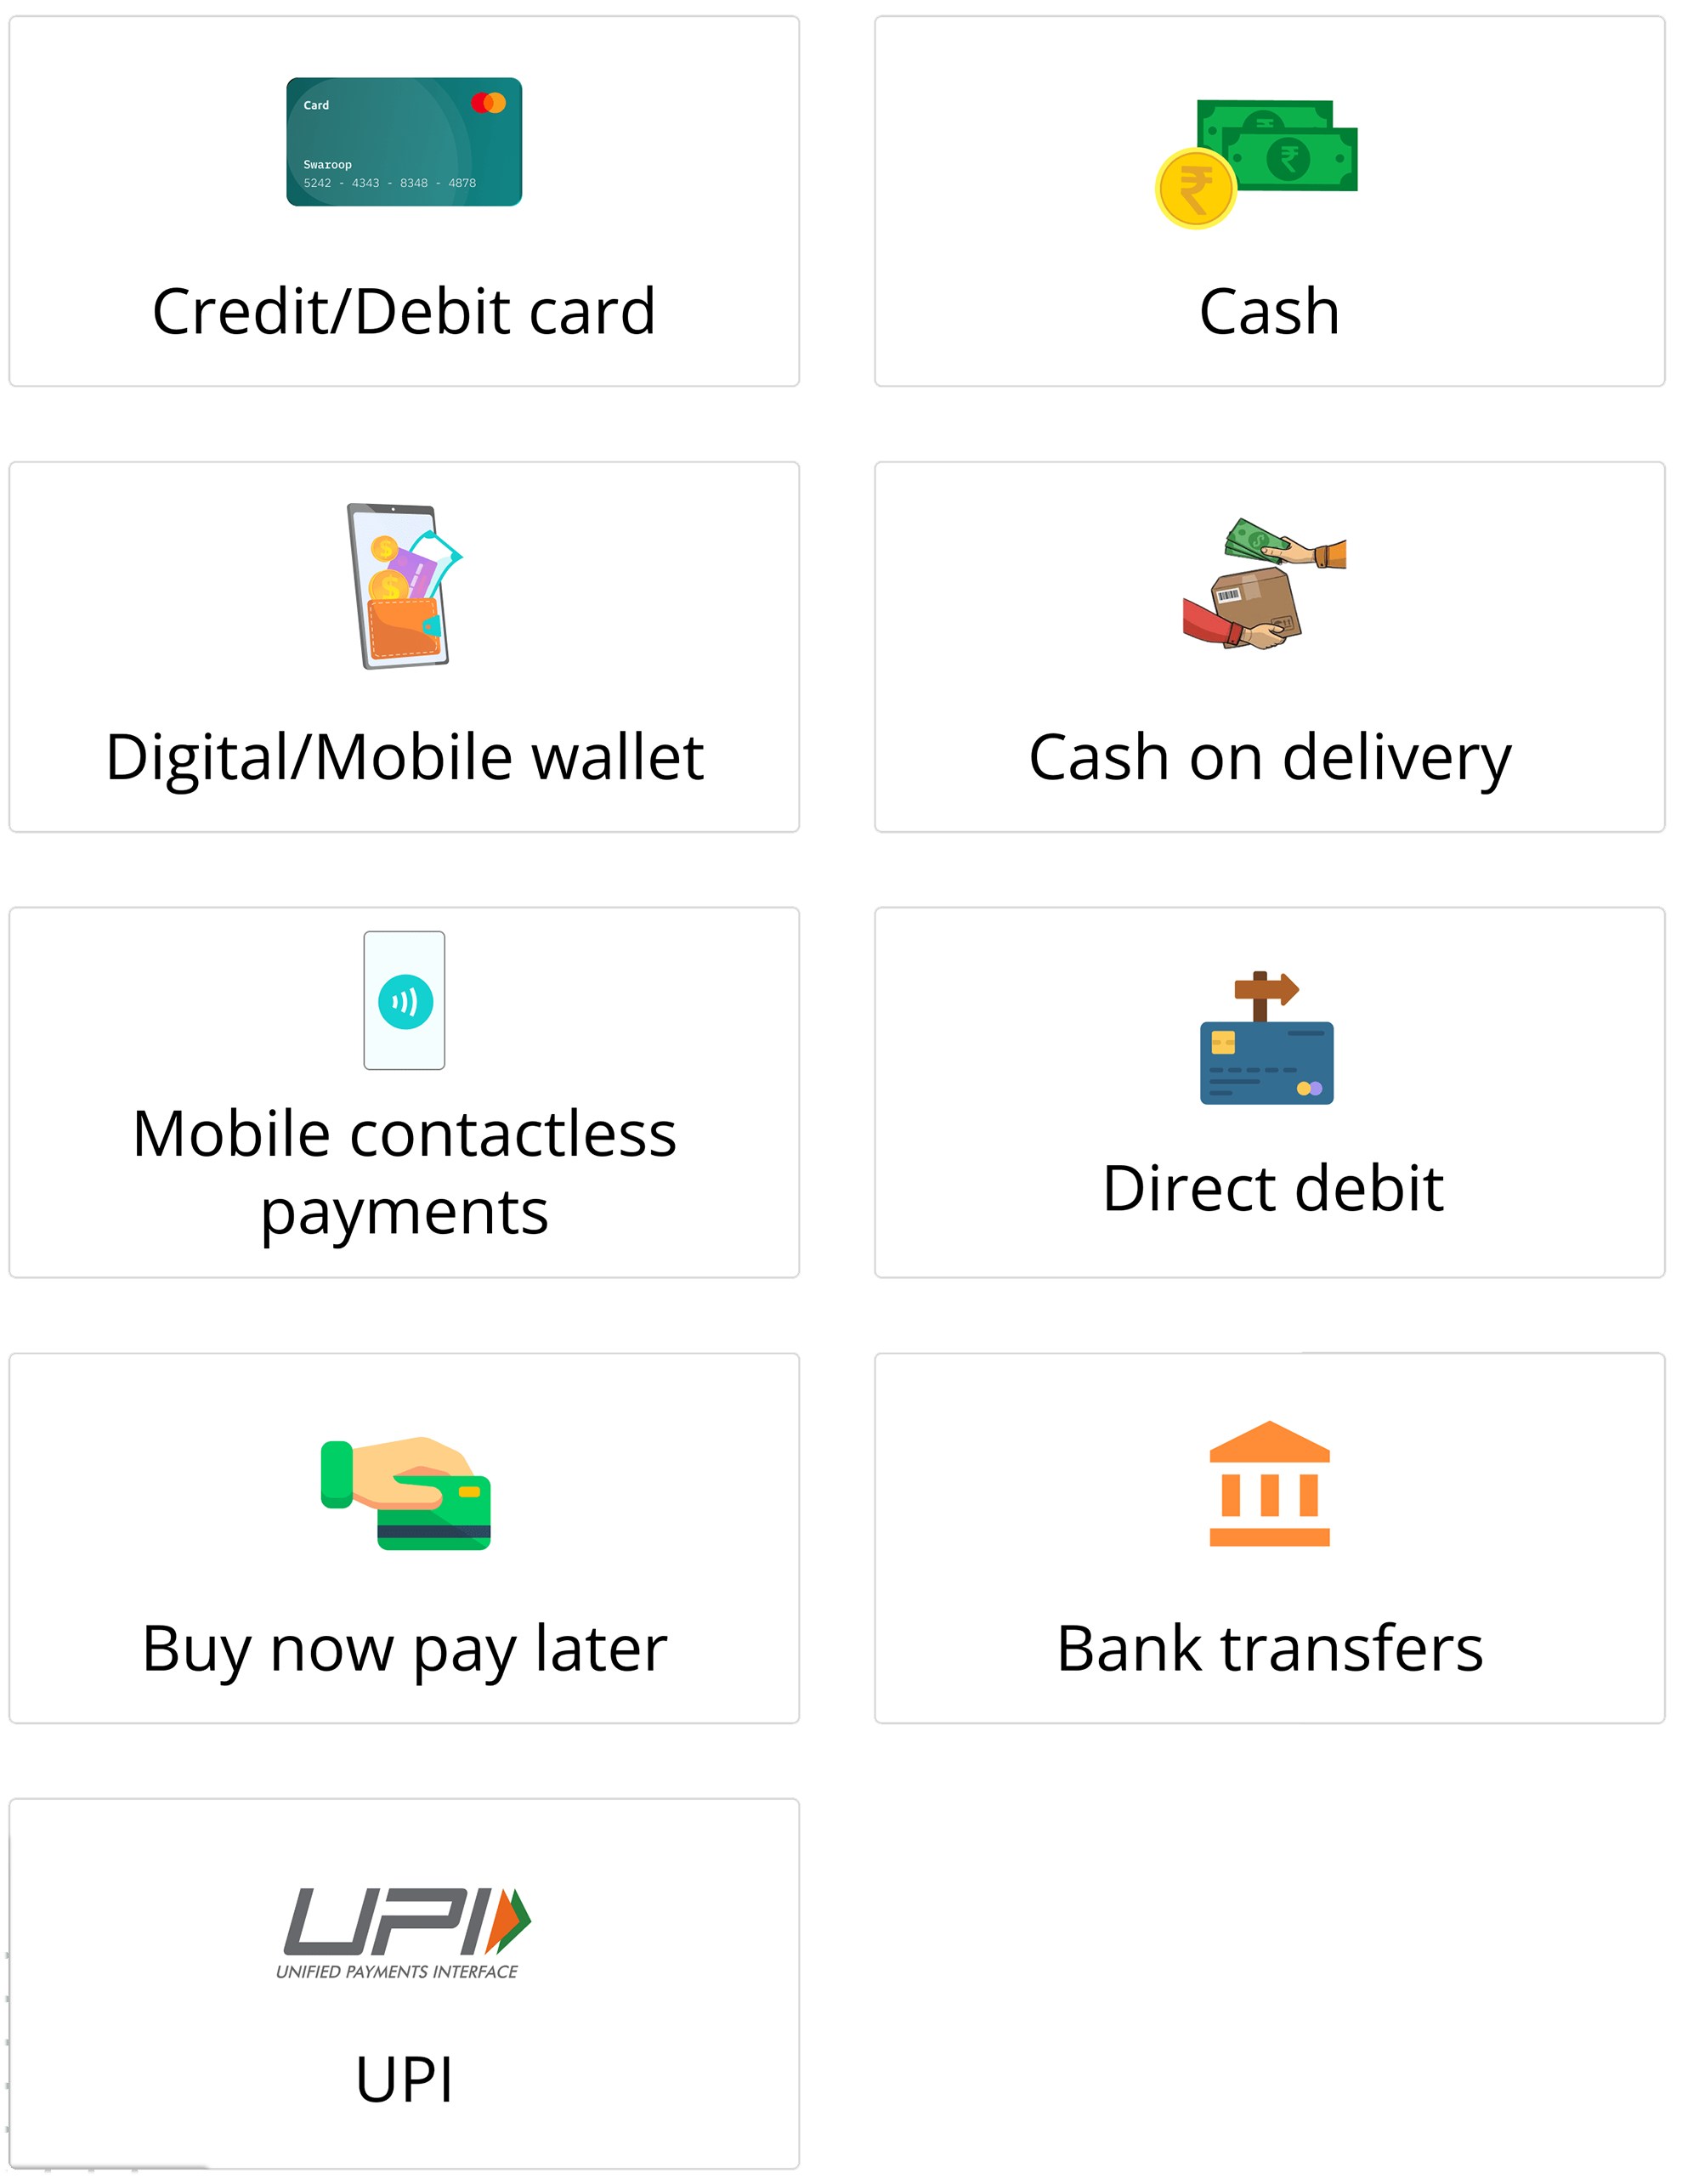 Card
Swaroop
5242 - 4343 - 8348 - 4878
Credit/Debit card
₹
₹
₹
Cash
$
$
Digital/Mobile wallet
$
Cash on delivery
Mobile contactless
payments
Direct debit
Buy now pay later
Bank transfers
UPI
UNIFIED PAYMENTS INTERFACE
UPI